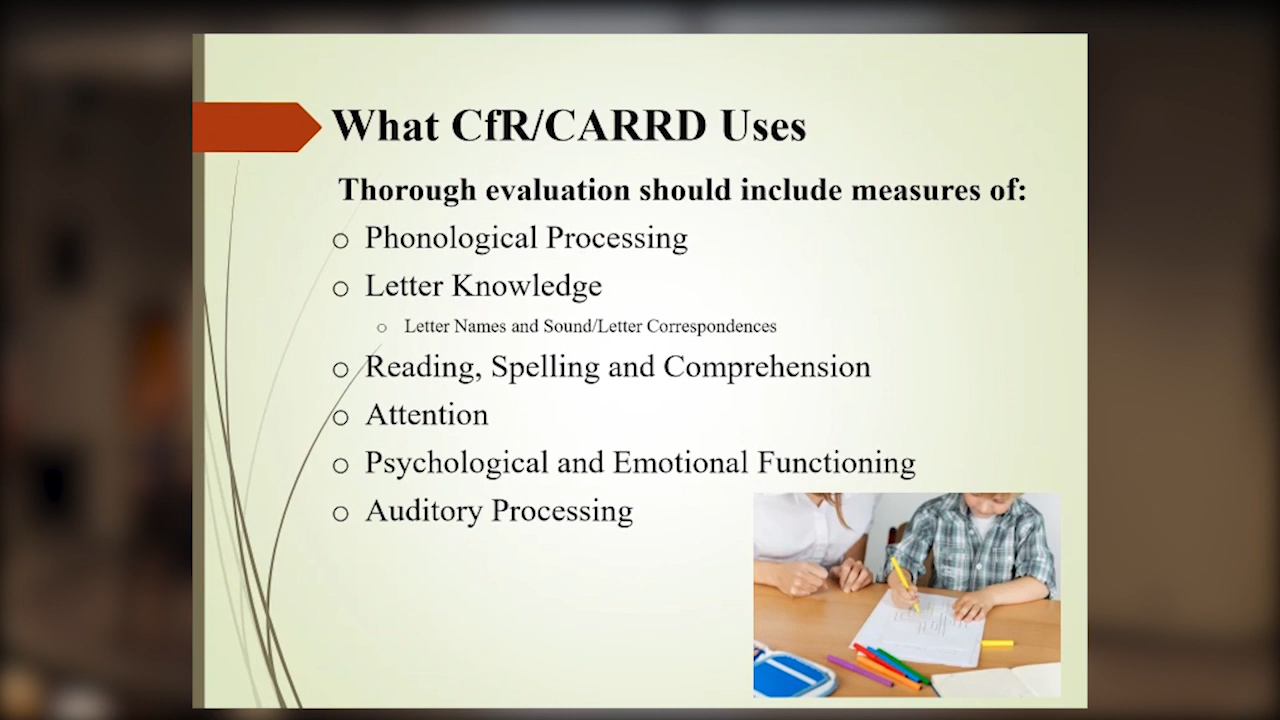 What CfR/CARRD Uses
Thorough evaluation should include measures of:
o Phonological Processing
o Letter Knowledge
o Letter Names and Sound/Letter Correspondences
o Reading, Spelling and Comprehension
o Attention
o Psychological and Emotional Functioning
o Auditory Processing